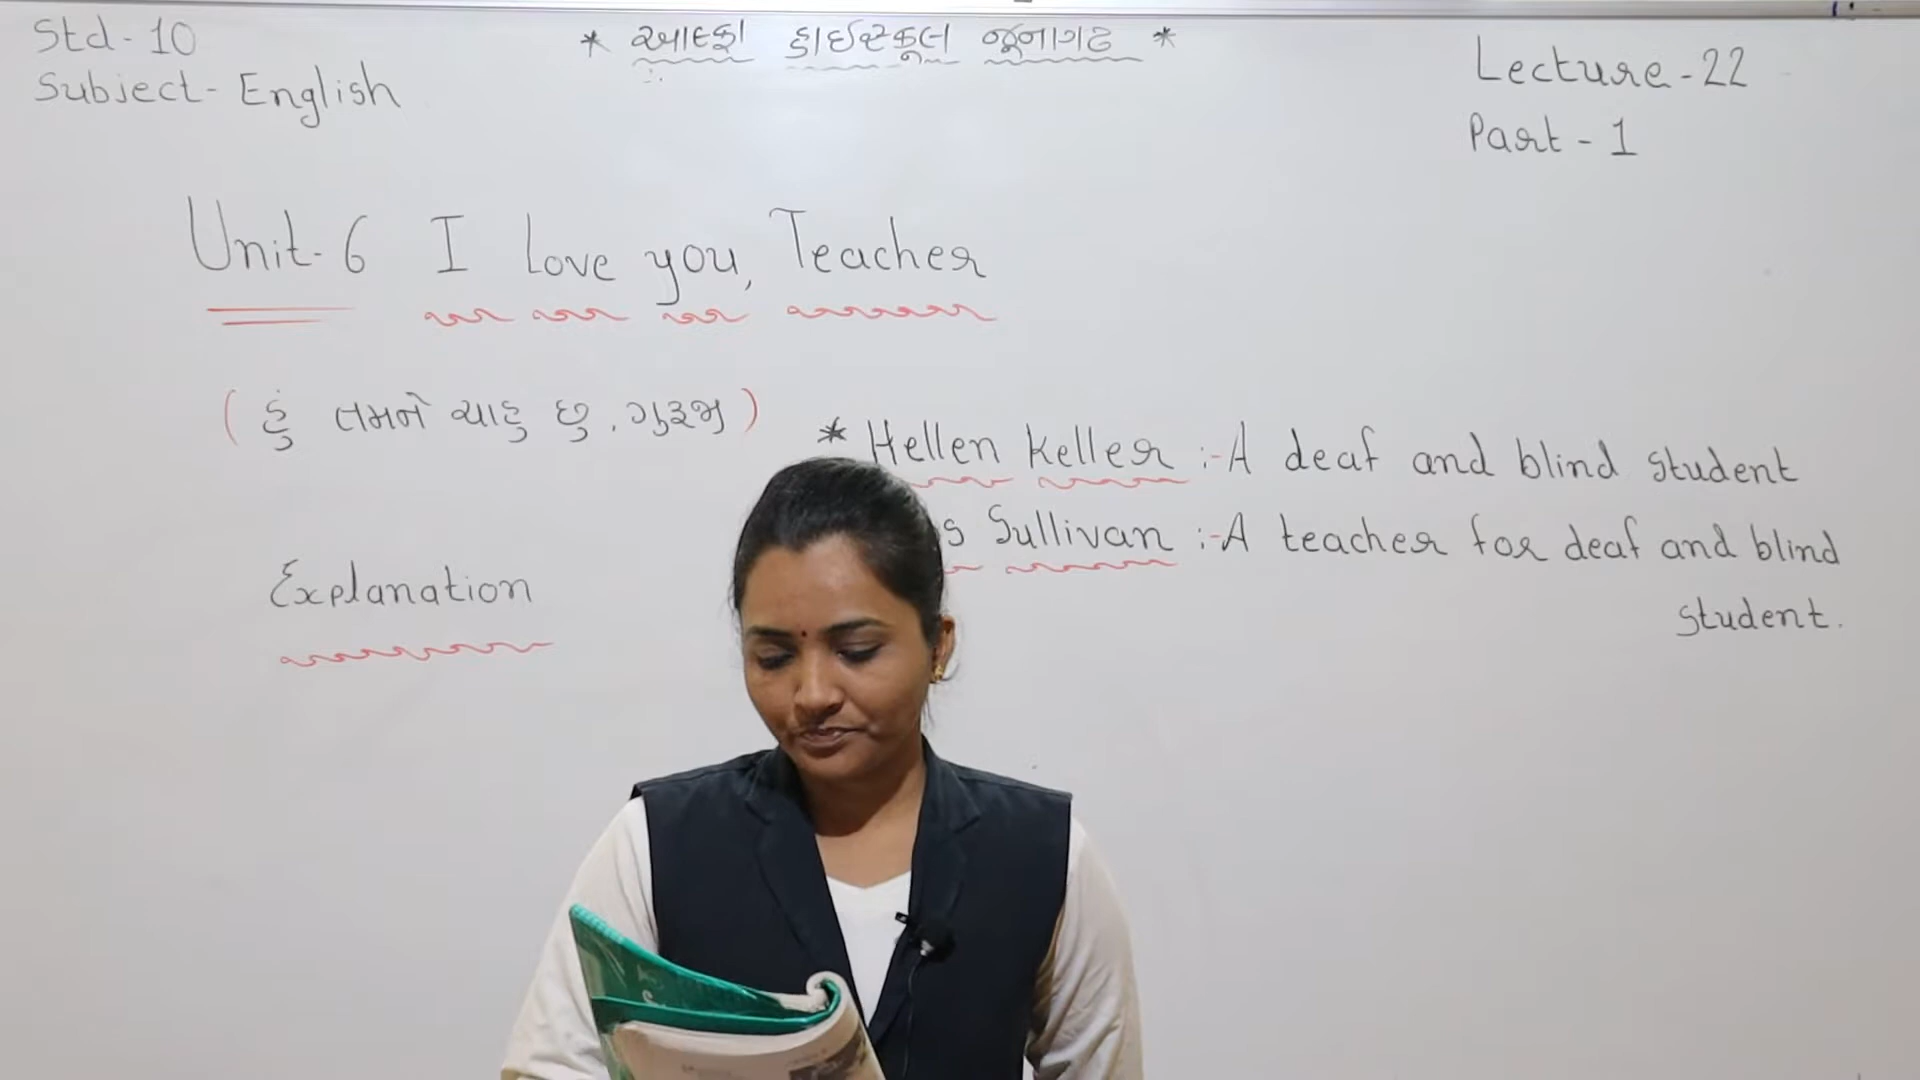 Std - 10
* આલ્ફા હાઈસ્કૂલ જૂનાગઢ *
Lecture - 22
Subject - English
Part - 1
Unit - 6 I Love you, Teacher
( હું તમને ચાહુ છુ , ગુરૂજી )
* Hellen Keller :- A deaf and blind student
s Sullivan :- A teacher for deaf and blind
student.
Explanation